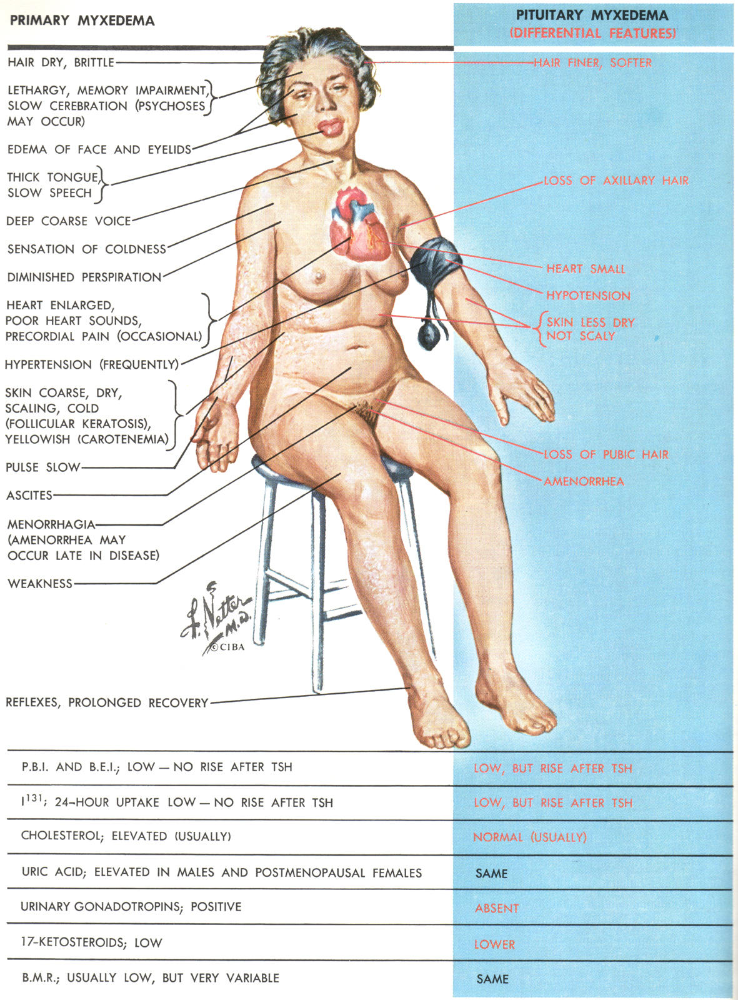 PRIMARY MYXEDEMA
HAIR DRY, BRITTLE
LETHARGY, MEMORY IMPAIRMENT,
SLOW CEREBRATION (PSYCHOSES
MAY OCCUR)
EDEMA OF FACE AND EYELIDS
THICK TONGUE,
SLOW SPEECH
DEEP COARSE VOICE
SENSATION OF COLDNESS
DIMINISHED PERSPIRATION
HEART ENLARGED,
POOR HEART SOUNDS,
PRECORDIAL PAIN (OCCASIONAL)
HYPERTENSION (FREQUENTLY)
SKIN COARSE, DRY,
SCALING, COLD
(FOLLICULAR KERATOSIS),
YELLOWISH (CAROTENEMIA)
PULSE SLOW
ASCITES
MENORRHAGIA
(AMENORRHEA MAY
OCCUR LATE IN DISEASE)
WEAKNESS
F. Netter
M.D.
© CIBA
REFLEXES, PROLONGED RECOVERY
PITUITARY MYXEDEMA
(DIFFERENTIAL FEATURES)
HAIR FINER, SOFTER
LOSS OF AXILLARY HAIR
HEART SMALL
HYPOTENSION
SKIN LESS DRY
NOT SCALY
LOSS OF PUBIC HAIR
AMENORRHEA
P.B.I. AND B.E.I.; LOW — NO RISE AFTER TSH LOW, BUT RISE AFTER TSH
I131; 24-HOUR UPTAKE LOW — NO RISE AFTER TSH LOW, BUT RISE AFTER TSH
CHOLESTEROL; ELEVATED (USUALLY) NORMAL (USUALLY)
URIC ACID; ELEVATED IN MALES AND POSTMENOPAUSAL FEMALES SAME
URINARY GONADOTROPINS; POSITIVE ABSENT
17-KETOSTEROIDS; LOW LOWER
B.M.R.; USUALLY LOW, BUT VERY VARIABLE SAME